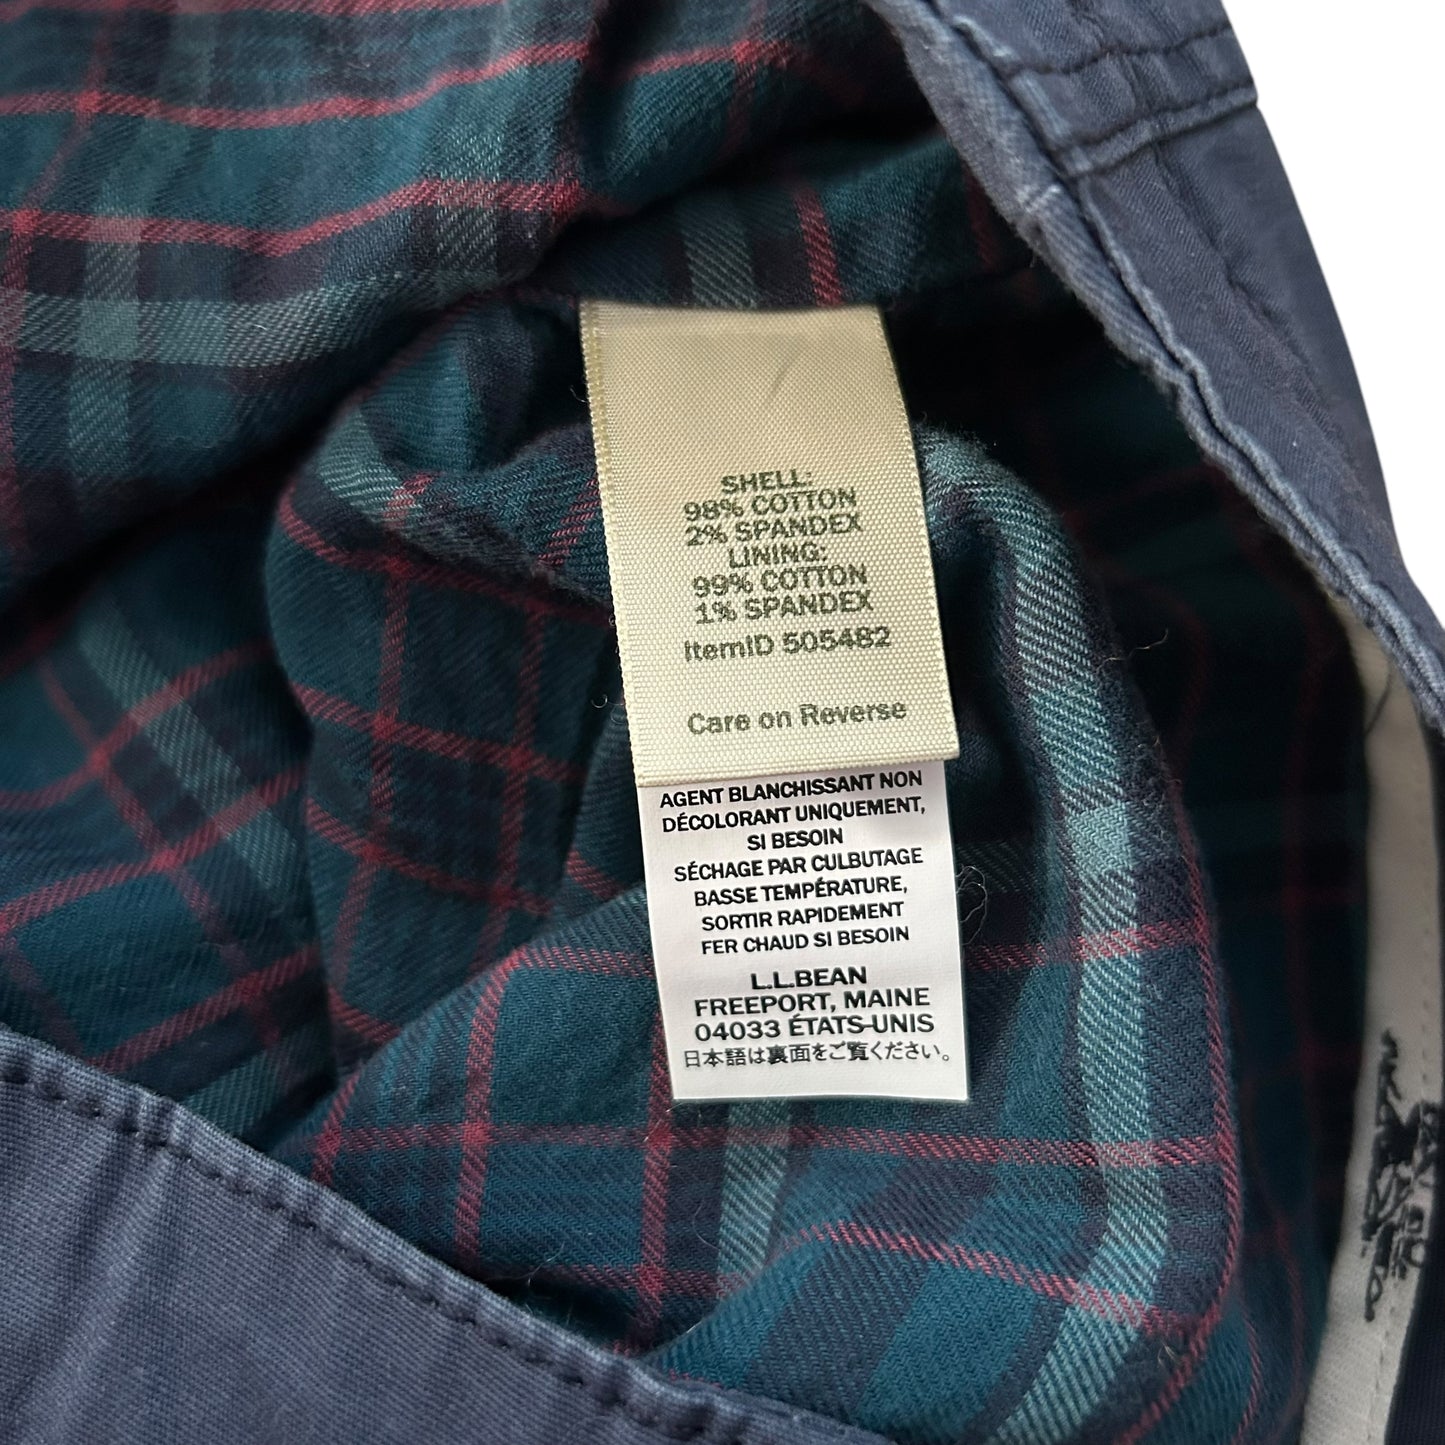 SHELL:
98% COTTON
2% SPANDEX
LINING:
99% COTTON
1% SPANDEX
ItemID 505482
Care on Reverse
AGENT BLANCHISSANT NON
DÉCOLORANT UNIQUEMENT,
SI BESOIN
SÉCHAGE PAR CULBUTAGE
BASSE TEMPÉRATURE,
SORTIR RAPIDEMENT
FER CHAUD SI BESOIN
L.L.BEAN
FREEPORT, MAINE
04033 ÉTATS-UNIS
日本語は裏面をご覧ください。